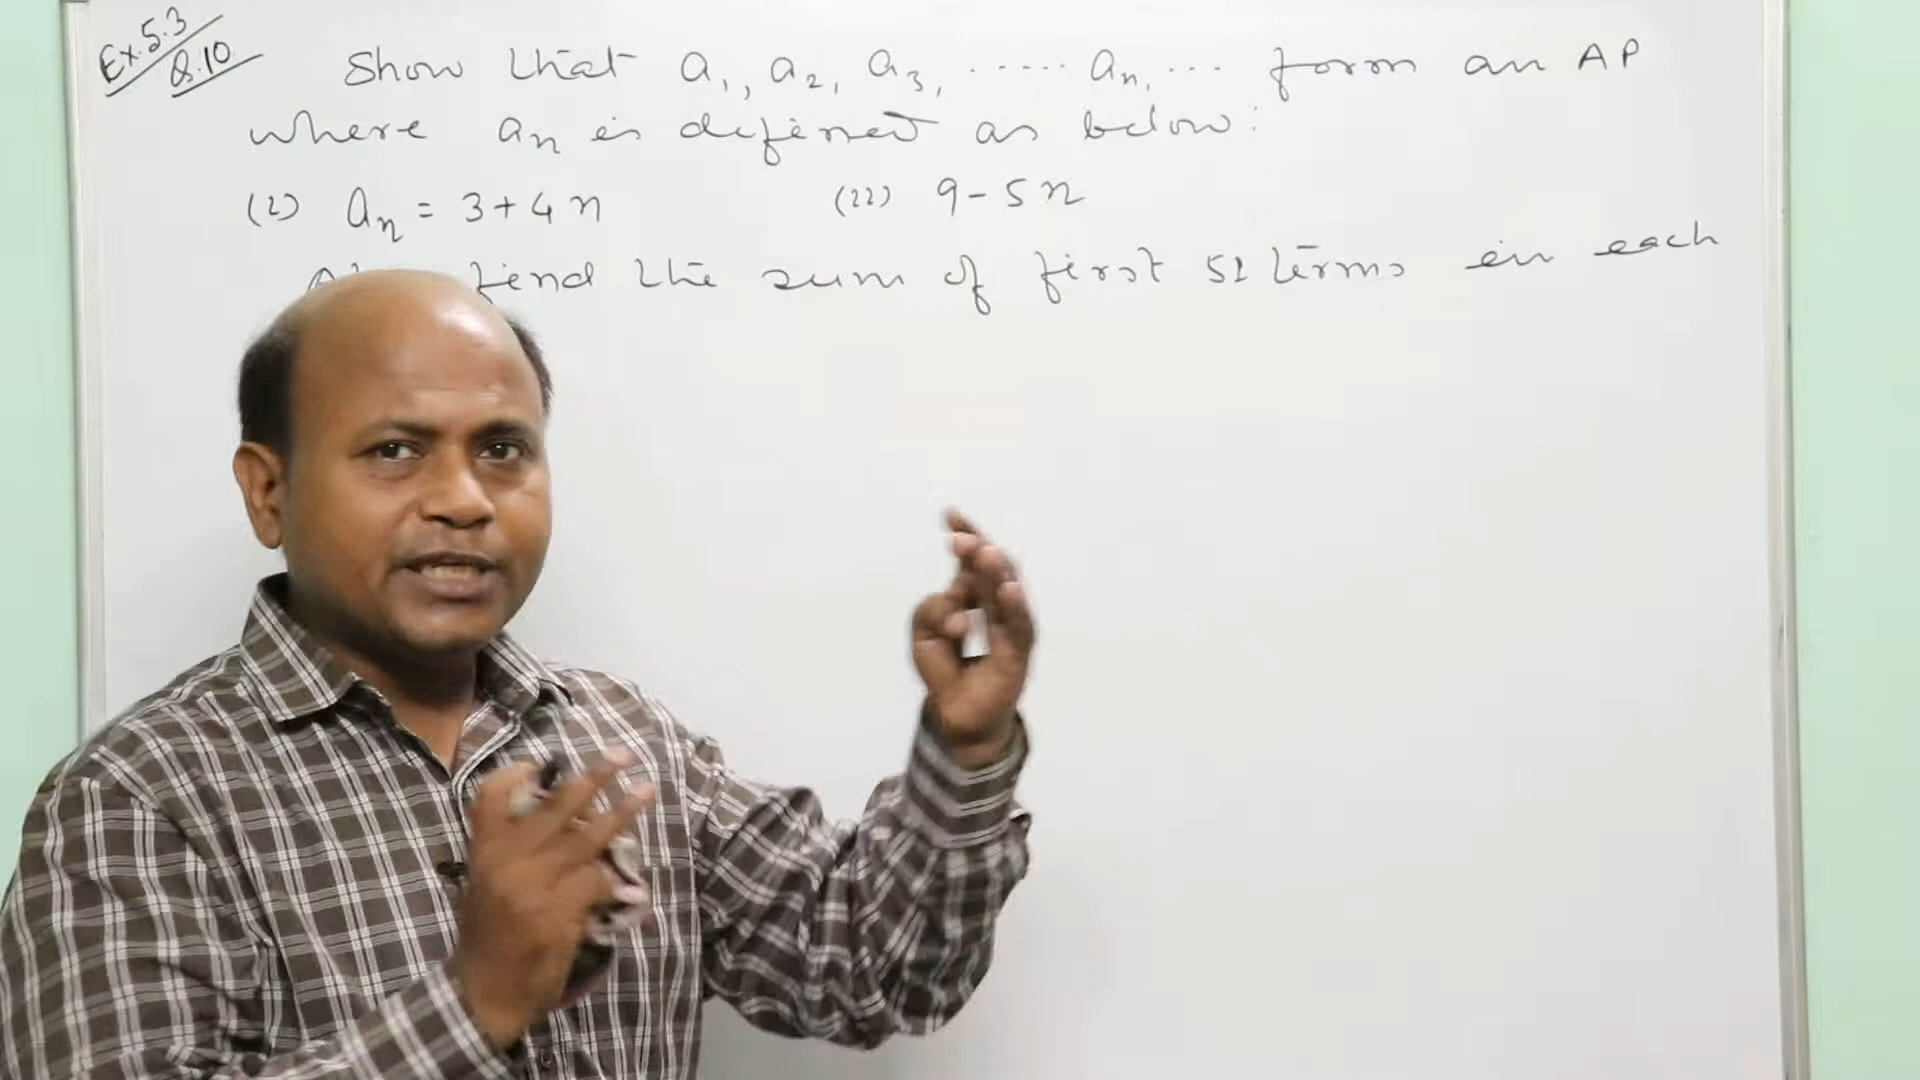 Ex. 5.3
Q.10.
Show that a₁, a₂, a₃, ..... aₙ, ... form an AP
where aₙ is defined as below:
(i) aₙ = 3+4n (ii) 9-5n
find the sum of first 51 terms in each